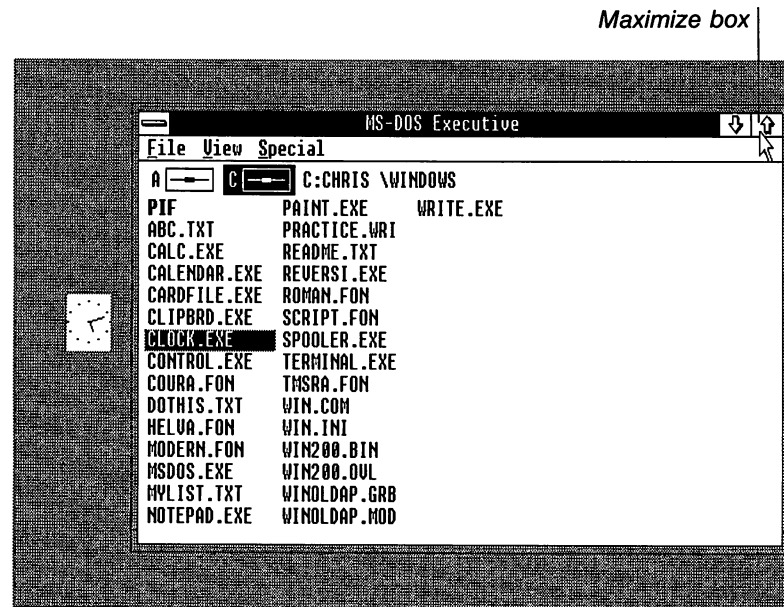 Maximize box
MS-DOS Executive
File View Special
A C C:CHRIS \WINDOWS
PIF PAINT.EXE WRITE.EXE
ABC.TXT PRACTICE.WRI
CALC.EXE README.TXT
CALENDAR.EXE REVERSI.EXE
CARDFILE.EXE ROMAN.FON
CLIPBRD.EXE SCRIPT.FON
CLOCK.EXE SPOOLER.EXE
CONTROL.EXE TERMINAL.EXE
COURA.FON TMSRA.FON
DOTHIS.TXT WIN.COM
HELVA.FON WIN.INI
MODERN.FON WIN200.BIN
MSDOS.EXE WIN200.OVL
MYLIST.TXT WINOLDAP.GRB
NOTEPAD.EXE WINOLDAP.MOD